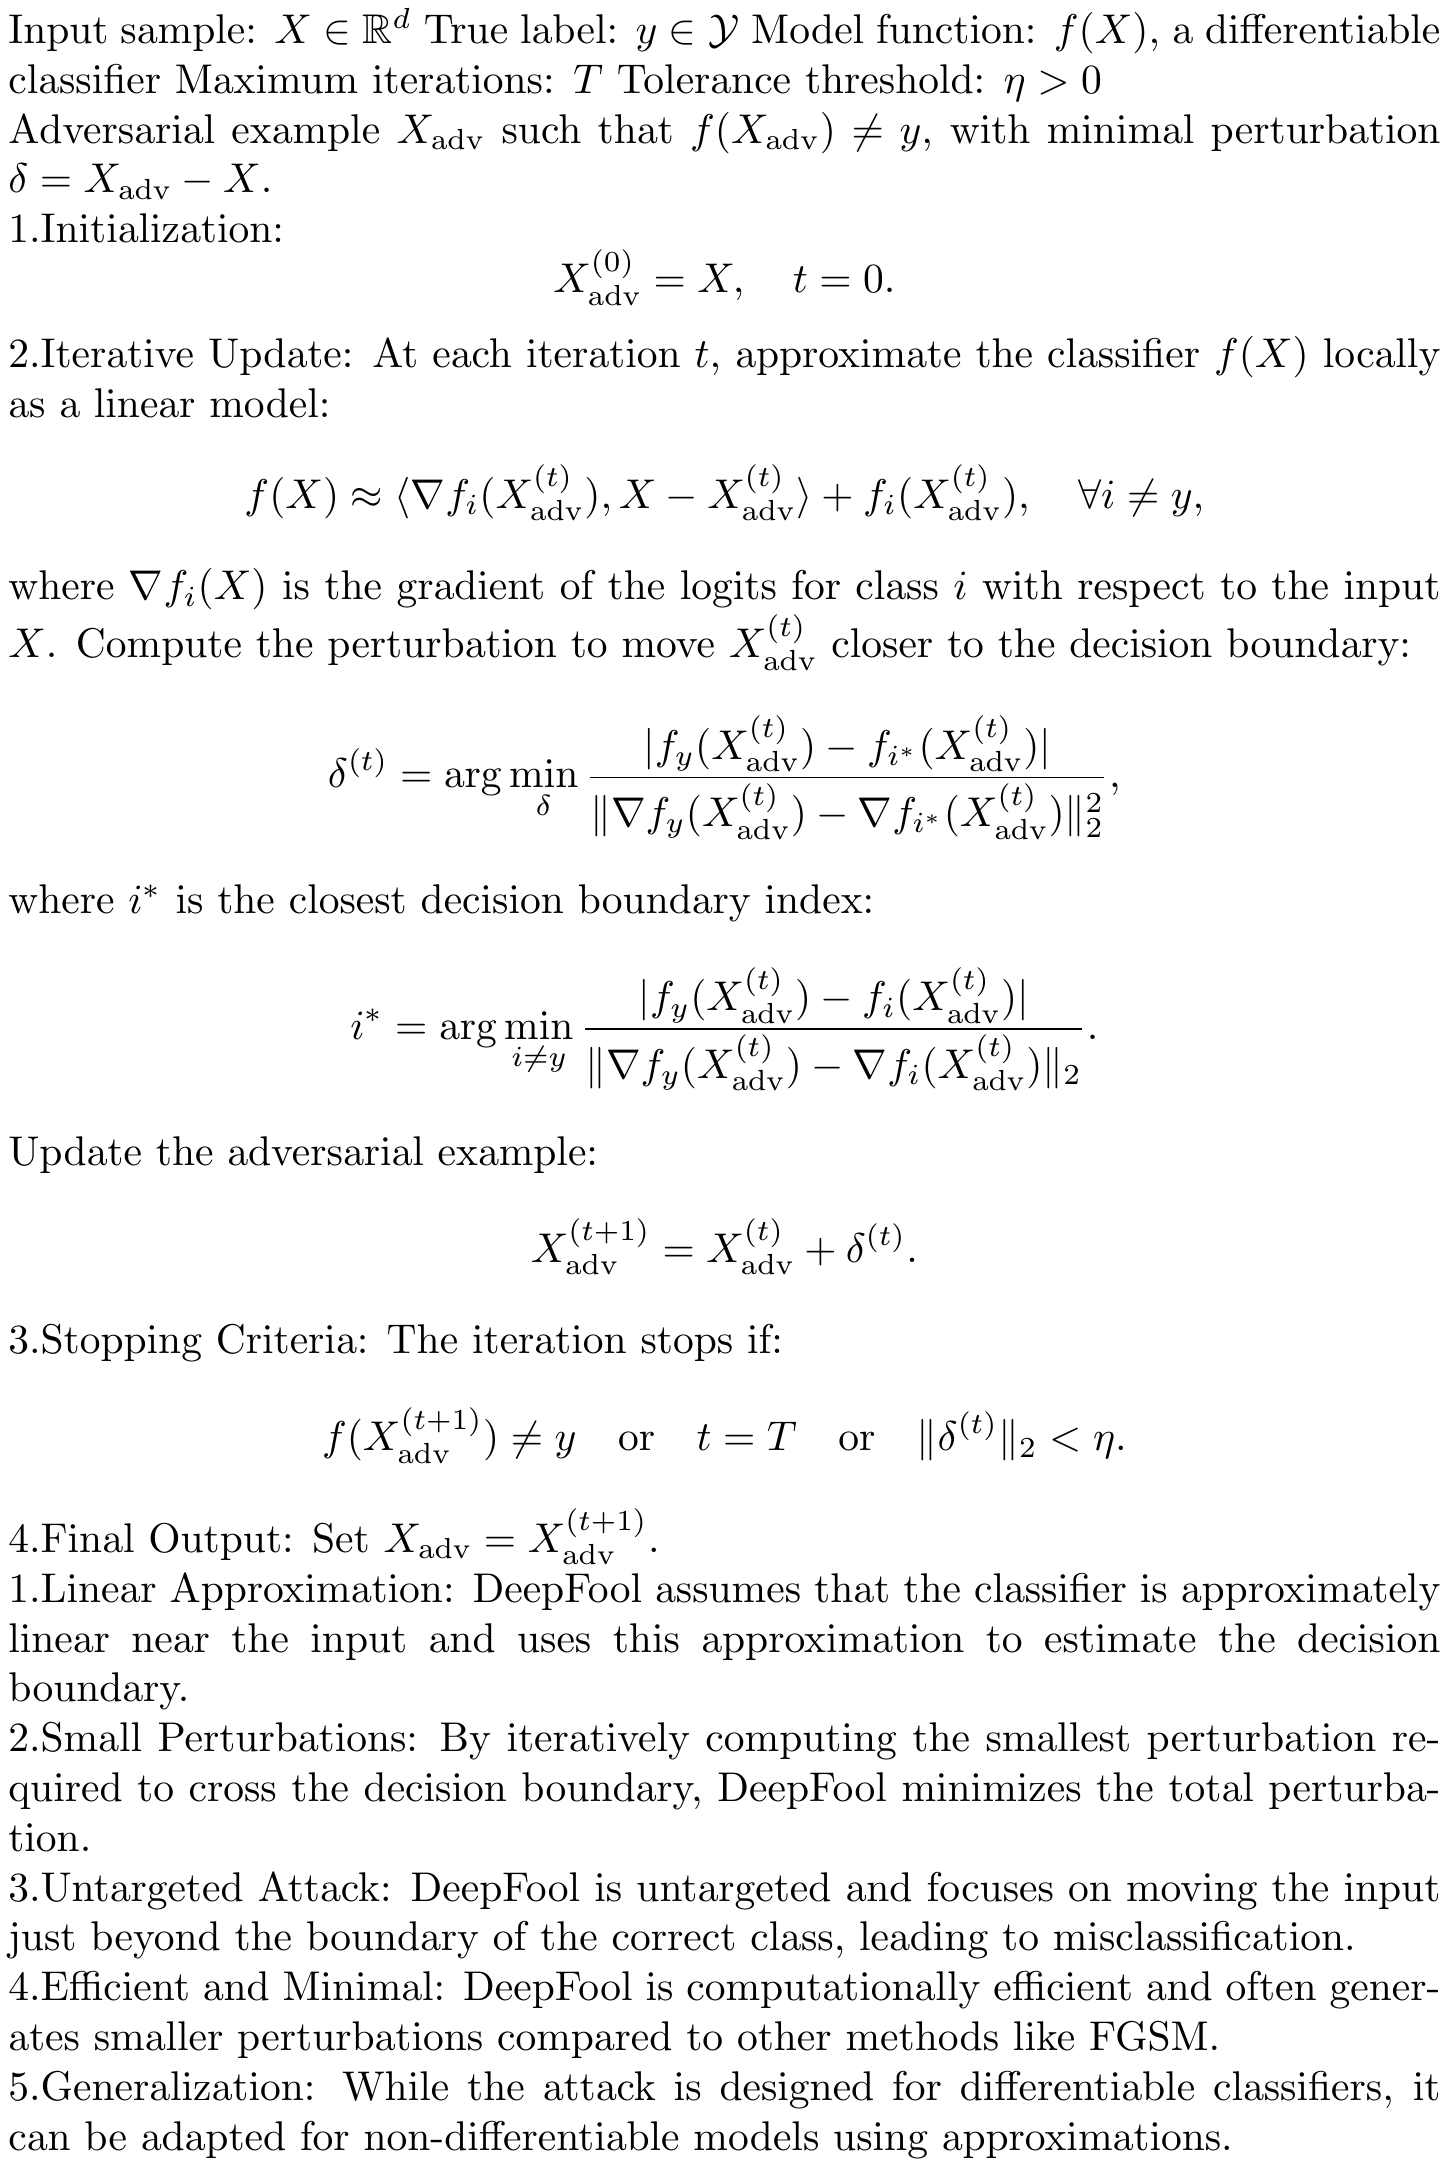 Input sample: $X \in \mathbb{R}^d$ True label: $y \in \mathcal{Y}$ Model function: $f(X)$, a differentiable
classifier Maximum iterations: $T$ Tolerance threshold: $\eta > 0$
Adversarial example $X_{\text{adv}}$ such that $f(X_{\text{adv}}) \neq y$, with minimal perturbation
$\delta = X_{\text{adv}} - X$.
1.Initialization:
$X_{\text{adv}}^{(0)} = X, \quad t = 0.$
2.Iterative Update: At each iteration $t$, approximate the classifier $f(X)$ locally
as a linear model:
$f(X) \approx \langle \nabla f_i(X_{\text{adv}}^{(t)}), X - X_{\text{adv}}^{(t)} \rangle + f_i(X_{\text{adv}}^{(t)}), \quad \forall i \neq y,$
where $\nabla f_i(X)$ is the gradient of the logits for class $i$ with respect to the input
$X$. Compute the perturbation to move $X_{\text{adv}}^{(t)}$ closer to the decision boundary:
$\delta^{(t)} = \arg\min_{\delta} \frac{|f_y(X_{\text{adv}}^{(t)}) - f_{i^*}(X_{\text{adv}}^{(t)})|}{\|\nabla f_y(X_{\text{adv}}^{(t)}) - \nabla f_{i^*}(X_{\text{adv}}^{(t)})\|_2^2},$
where $i^*$ is the closest decision boundary index:
$i^* = \arg\min_{i \neq y} \frac{|f_y(X_{\text{adv}}^{(t)}) - f_i(X_{\text{adv}}^{(t)})|}{\|\nabla f_y(X_{\text{adv}}^{(t)}) - \nabla f_i(X_{\text{adv}}^{(t)})\|_2}.$
Update the adversarial example:
$X_{\text{adv}}^{(t+1)} = X_{\text{adv}}^{(t)} + \delta^{(t)}.$
3.Stopping Criteria: The iteration stops if:
$f(X_{\text{adv}}^{(t+1)}) \neq y \quad \text{or} \quad t = T \quad \text{or} \quad \|\delta^{(t)}\|_2 < \eta.$
4.Final Output: Set $X_{\text{adv}} = X_{\text{adv}}^{(t+1)}$.
1.Linear Approximation: DeepFool assumes that the classifier is approximately
linear near the input and uses this approximation to estimate the decision
boundary.
2.Small Perturbations: By iteratively computing the smallest perturbation re-
quired to cross the decision boundary, DeepFool minimizes the total perturba-
tion.
3.Untargeted Attack: DeepFool is untargeted and focuses on moving the input
just beyond the boundary of the correct class, leading to misclassification.
4.Efficient and Minimal: DeepFool is computationally efficient and often gener-
ates smaller perturbations compared to other methods like FGSM.
5.Generalization: While the attack is designed for differentiable classifiers, it
can be adapted for non-differentiable models using approximations.